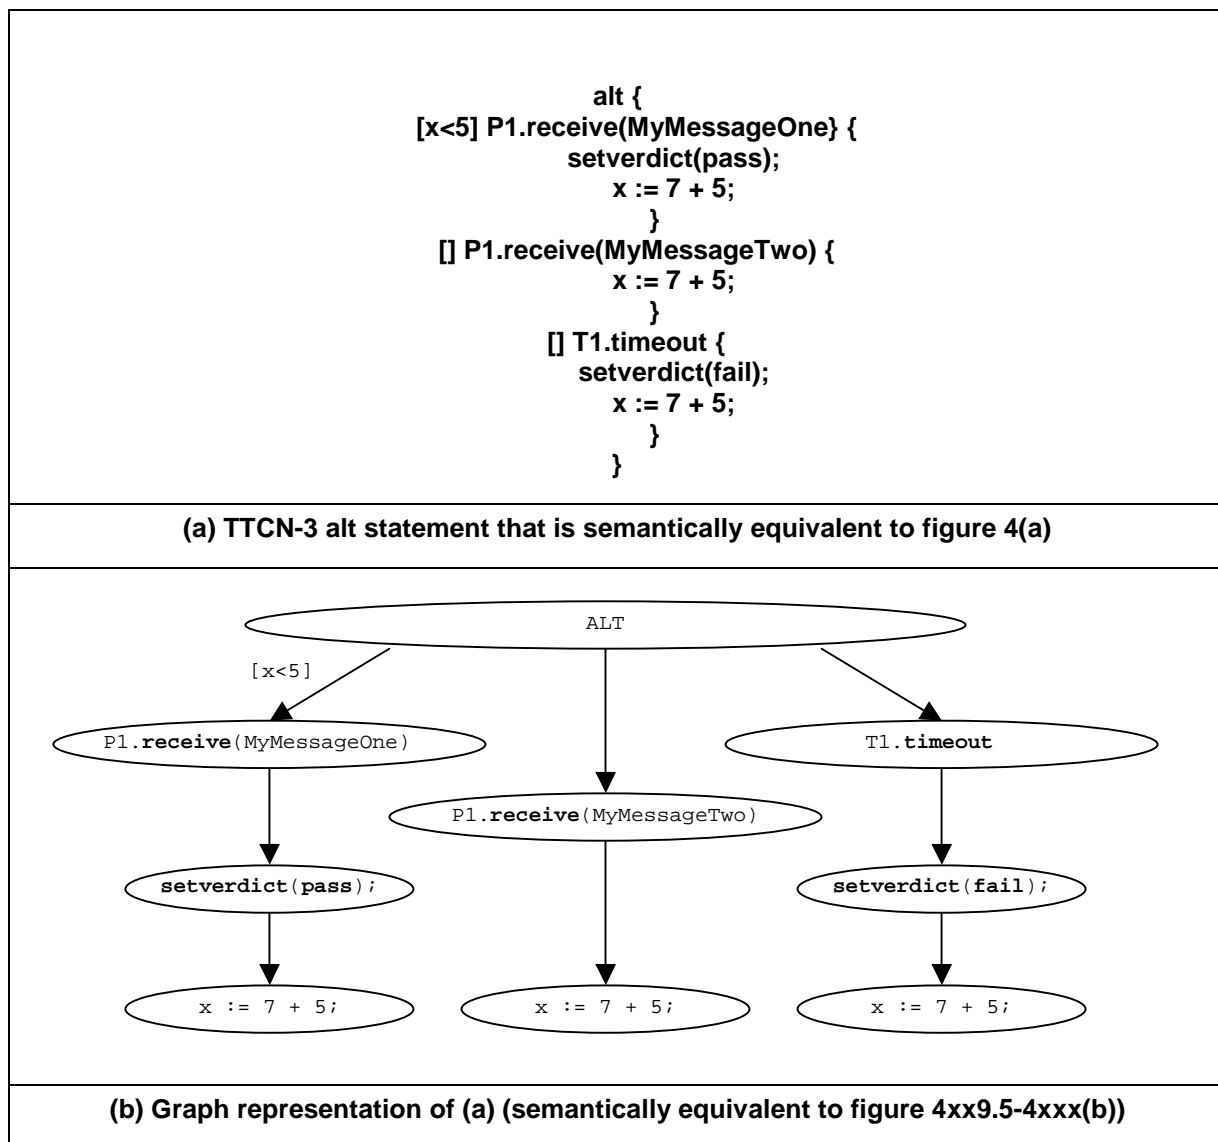 alt {
[x<5] P1.receive(MyMessageOne} {
setverdict(pass);
x := 7 + 5;
}
[] P1.receive(MyMessageTwo) {
x := 7 + 5;
}
[] T1.timeout {
setverdict(fail);
x := 7 + 5;
}
}
(a) TTCN-3 alt statement that is semantically equivalent to figure 4(a)
ALT
[x<5]
P1.receive(MyMessageOne)
T1.timeout
P1.receive(MyMessageTwo)
setverdict(pass);
setverdict(fail);
x := 7 + 5;
x := 7 + 5;
x := 7 + 5;
(b) Graph representation of (a) (semantically equivalent to figure 4xx9.5-4xxx(b))